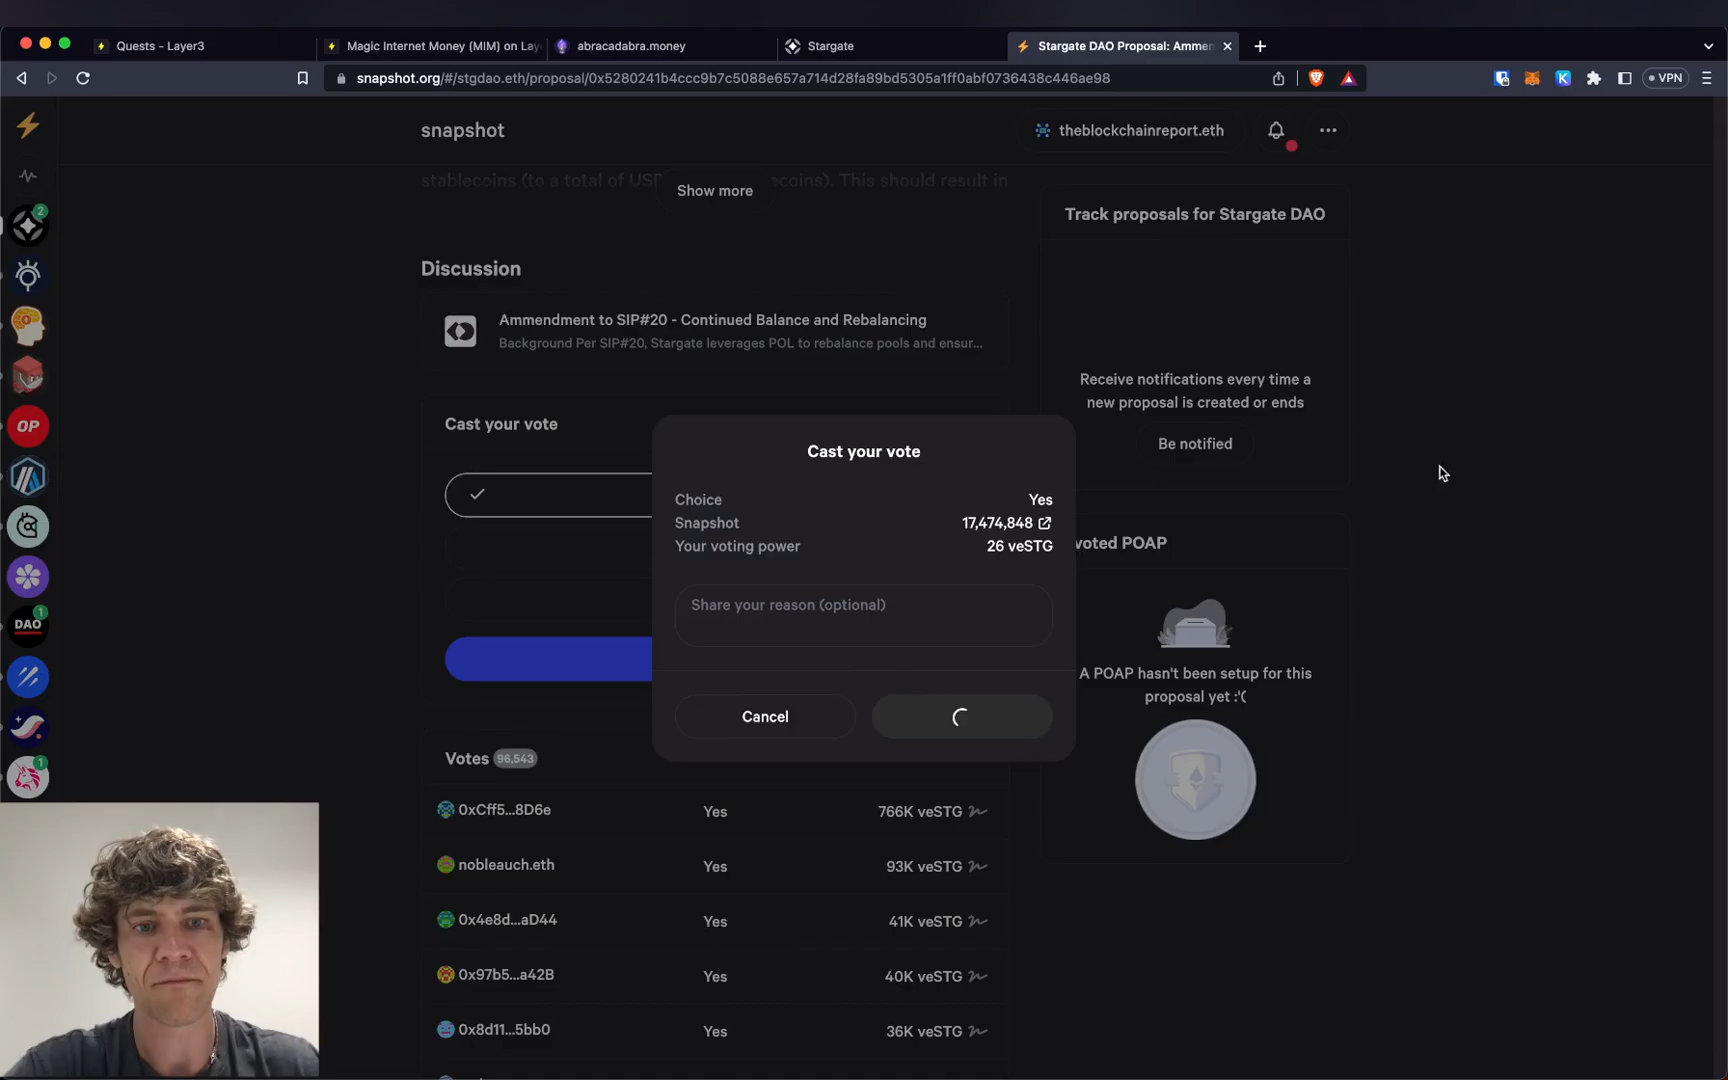 Quests – Layer3
Magic Internet Money (MIM) on Lay
abracadabra.money
Stargate
Stargate DAO Proposal: Ammen
snapshot.org/#/stgdao.eth/proposal/0x5280241b4ccc9b7c5088e657a714d28fa89bd5305a1ff0abf0736438c446ae98
VPN
snapshot
theblockchainreport.eth
2
OP
1
DAO
1
stablecoins (to a total of USD
ecoins). This should result in
Show more
Discussion
Ammendment to SIP#20 - Continued Balance and Rebalancing
Background Per SIP#20, Stargate leverages POL to rebalance pools and ensur...
Cast your vote
Track proposals for Stargate DAO
Receive notifications every time a
new proposal is created or ends
Be notified
Cast your vote
Choice Yes
Snapshot 17,474,848
Your voting power 26 veSTG
Share your reason (optional)
Cancel
voted POAP
A POAP hasn't been setup for this
proposal yet :'(
Votes 96,543
0xCff5...8D6e Yes 766K veSTG
nobleauch.eth Yes 93K veSTG
0x4e8d...aD44 Yes 41K veSTG
0x97b5...a42B Yes 40K veSTG
0x8d11...5bb0 Yes 36K veSTG